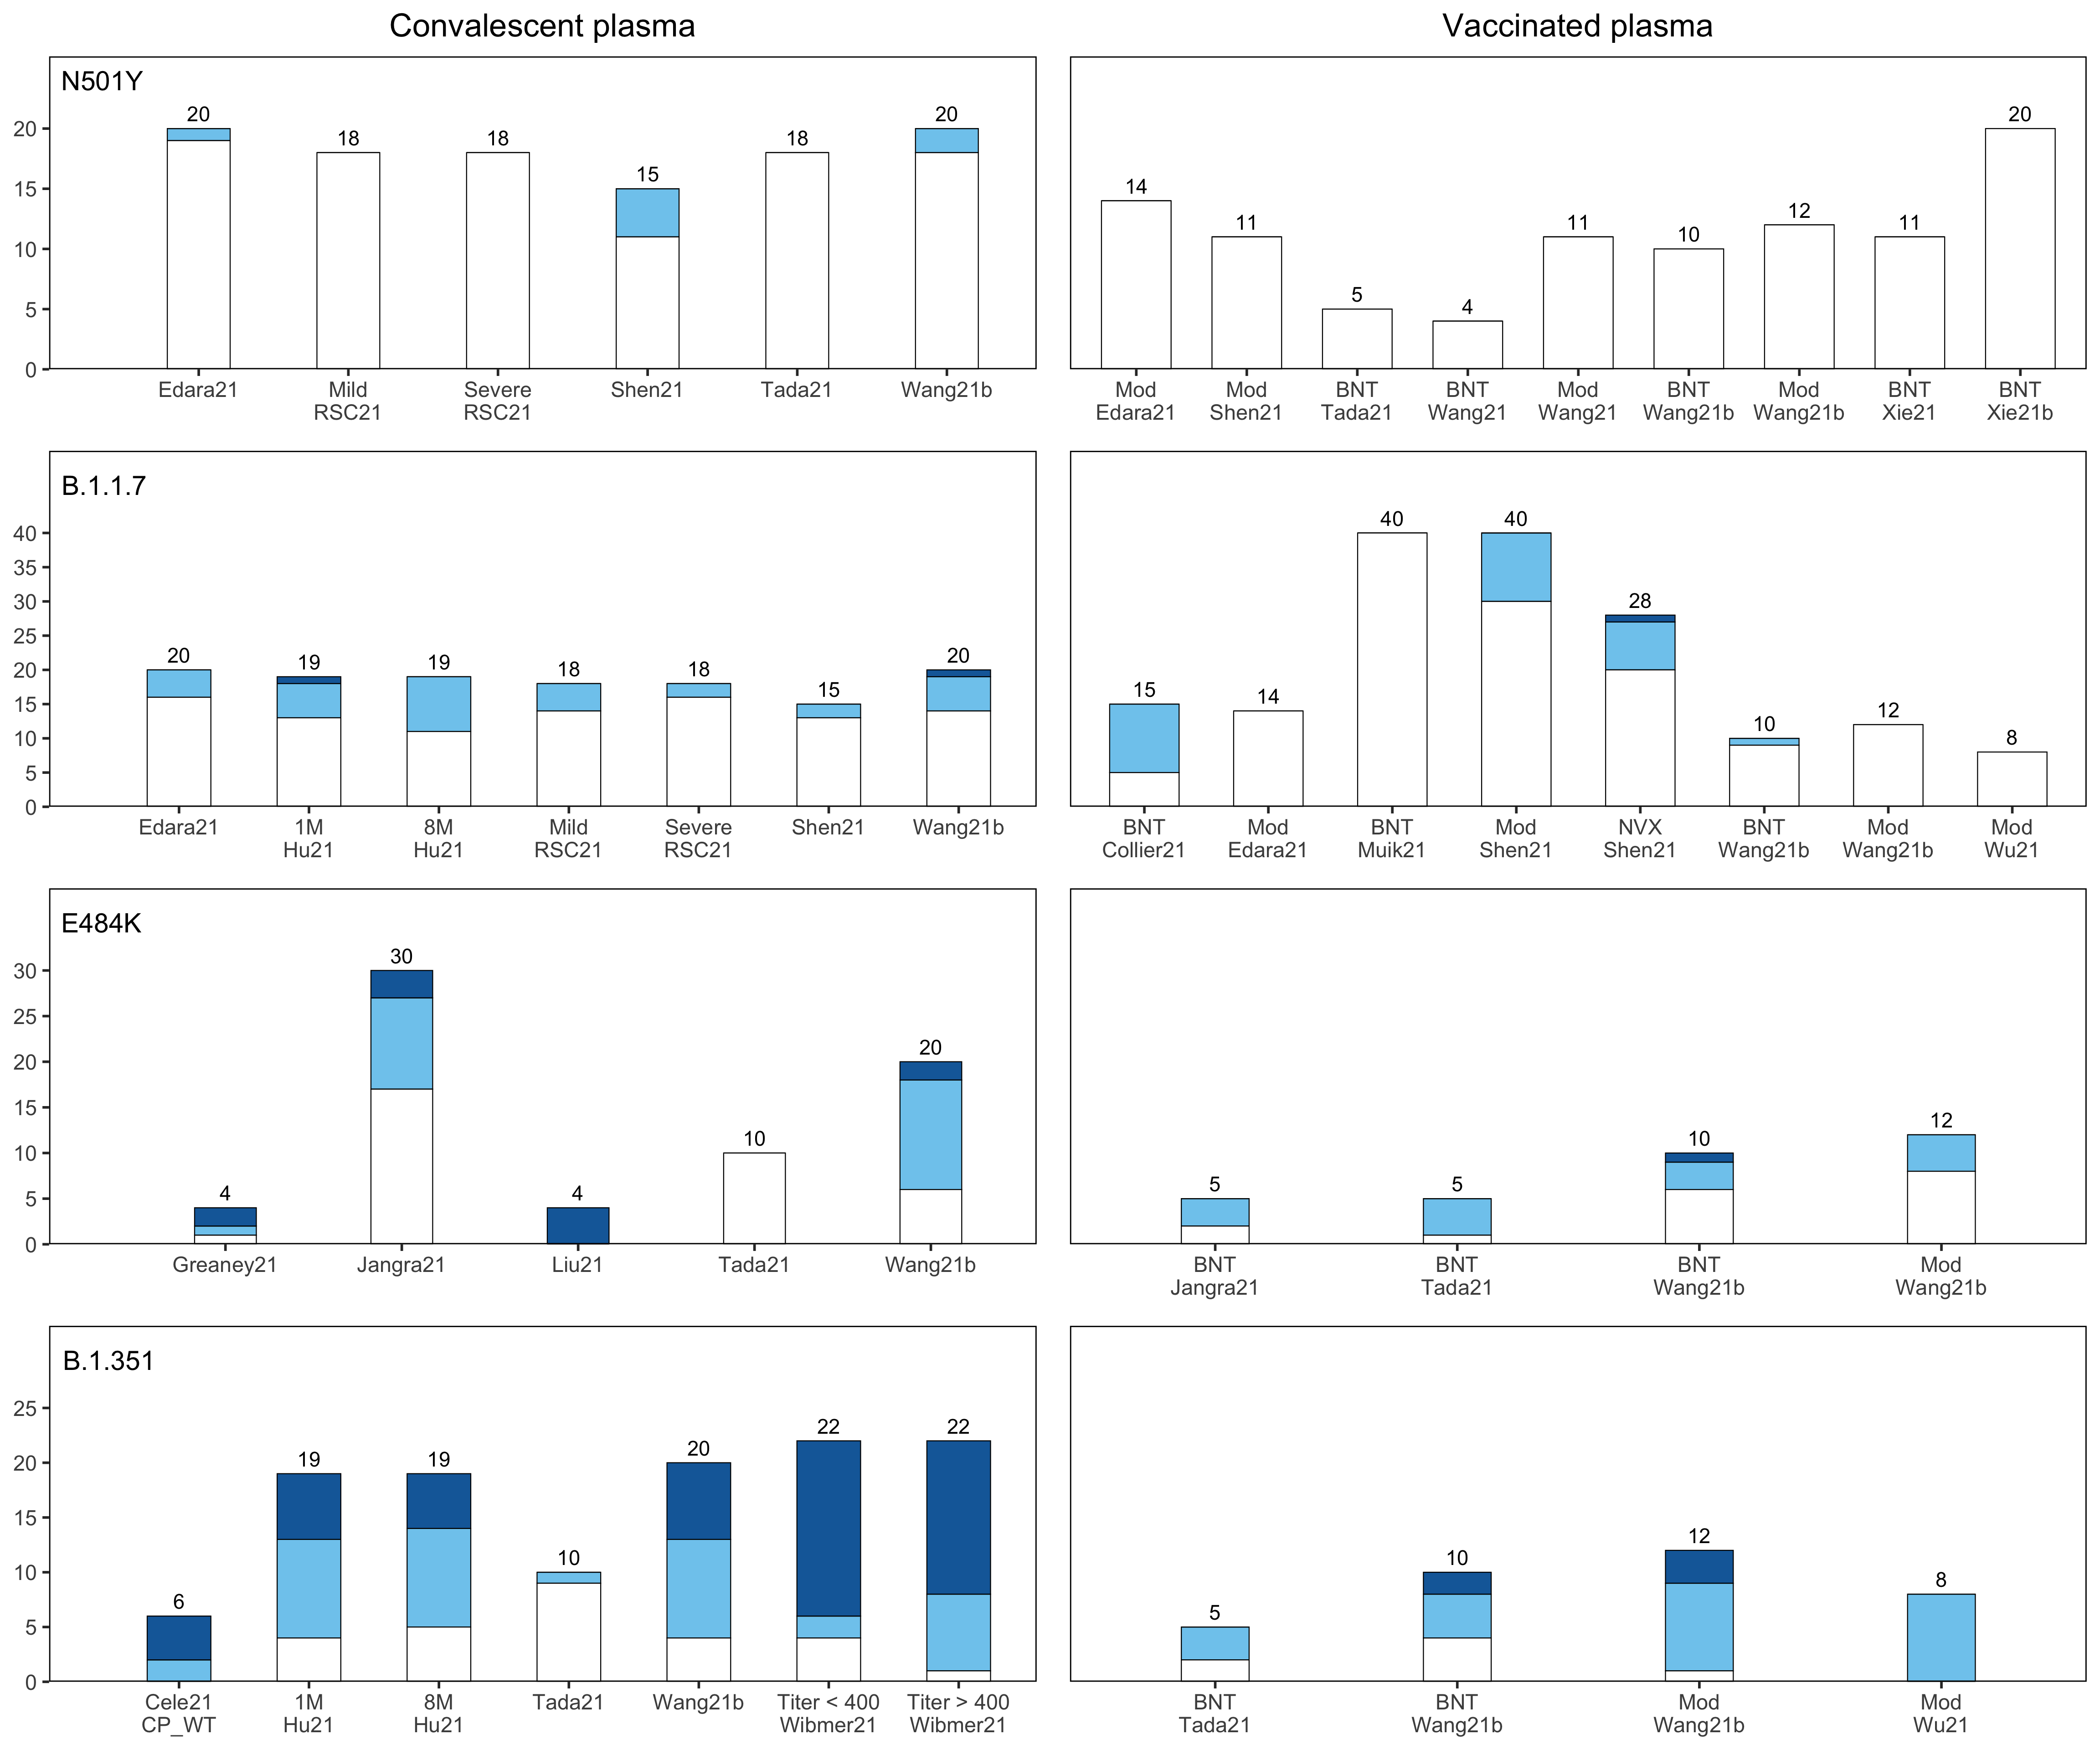 Convalescent plasma
Vaccinated plasma
N501Y
20
15
10
5
0
20
18
18
15
18
20
Edara21
Mild
RSC21
Severe
RSC21
Shen21
Tada21
Wang21b
14
11
5
4
11
10
12
11
20
Mod
Edara21
Mod
Shen21
BNT
Tada21
BNT
Wang21
Mod
Wang21
BNT
Wang21b
Mod
Wang21b
BNT
Xie21
BNT
Xie21b
B.1.1.7
40
35
30
25
20
15
10
5
0
20
19
19
18
18
15
20
Edara21
1M
Hu21
8M
Hu21
Mild
RSC21
Severe
RSC21
Shen21
Wang21b
15
14
40
40
28
10
12
8
BNT
Collier21
Mod
Edara21
BNT
Muik21
Mod
Shen21
NVX
Shen21
BNT
Wang21b
Mod
Wang21b
Mod
Wu21
E484K
30
25
20
15
10
5
0
4
30
4
10
20
Greaney21
Jangra21
Liu21
Tada21
Wang21b
5
5
10
12
BNT
Jangra21
BNT
Tada21
BNT
Wang21b
Mod
Wang21b
B.1.351
25
20
15
10
5
0
6
19
19
10
20
22
22
Cele21
CP_WT
1M
Hu21
8M
Hu21
Tada21
Wang21b
Titer < 400
Wibmer21
Titer > 400
Wibmer21
5
10
12
8
BNT
Tada21
BNT
Wang21b
Mod
Wang21b
Mod
Wu21